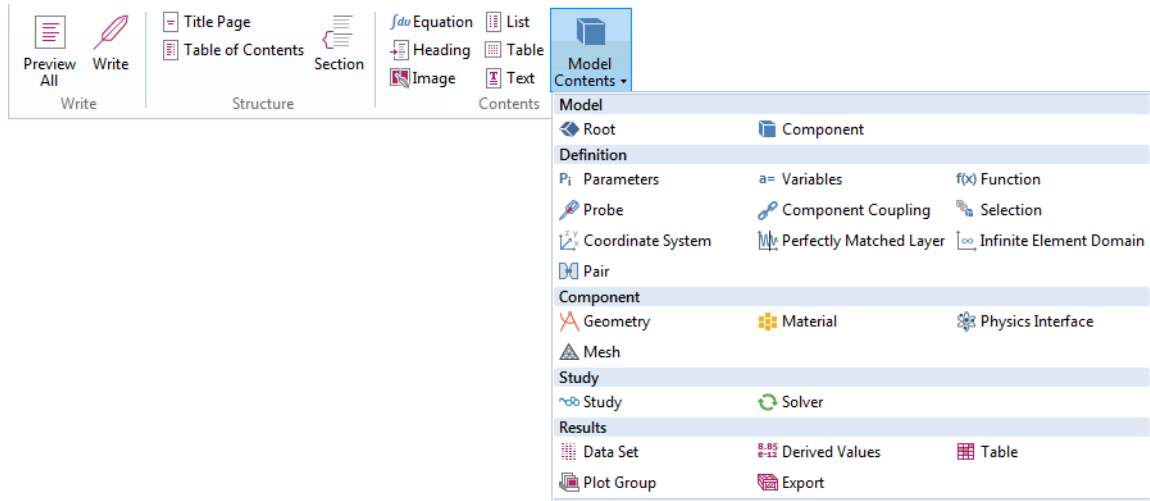 Preview All
Write
Write
Title Page
Table of Contents
Section
Structure
∫du Equation
Heading
Image
List
Table
Text
Contents
Model Contents
Model
Root Component
Definition
Pi Parameters a= Variables f(x) Function
Probe Component Coupling Selection
z y x Coordinate System Perfectly Matched Layer ∞ Infinite Element Domain
Pair
Component
Geometry Material Physics Interface
Mesh
Study
Study Solver
Results
Data Set 8.85 e-12 Derived Values Table
Plot Group Export